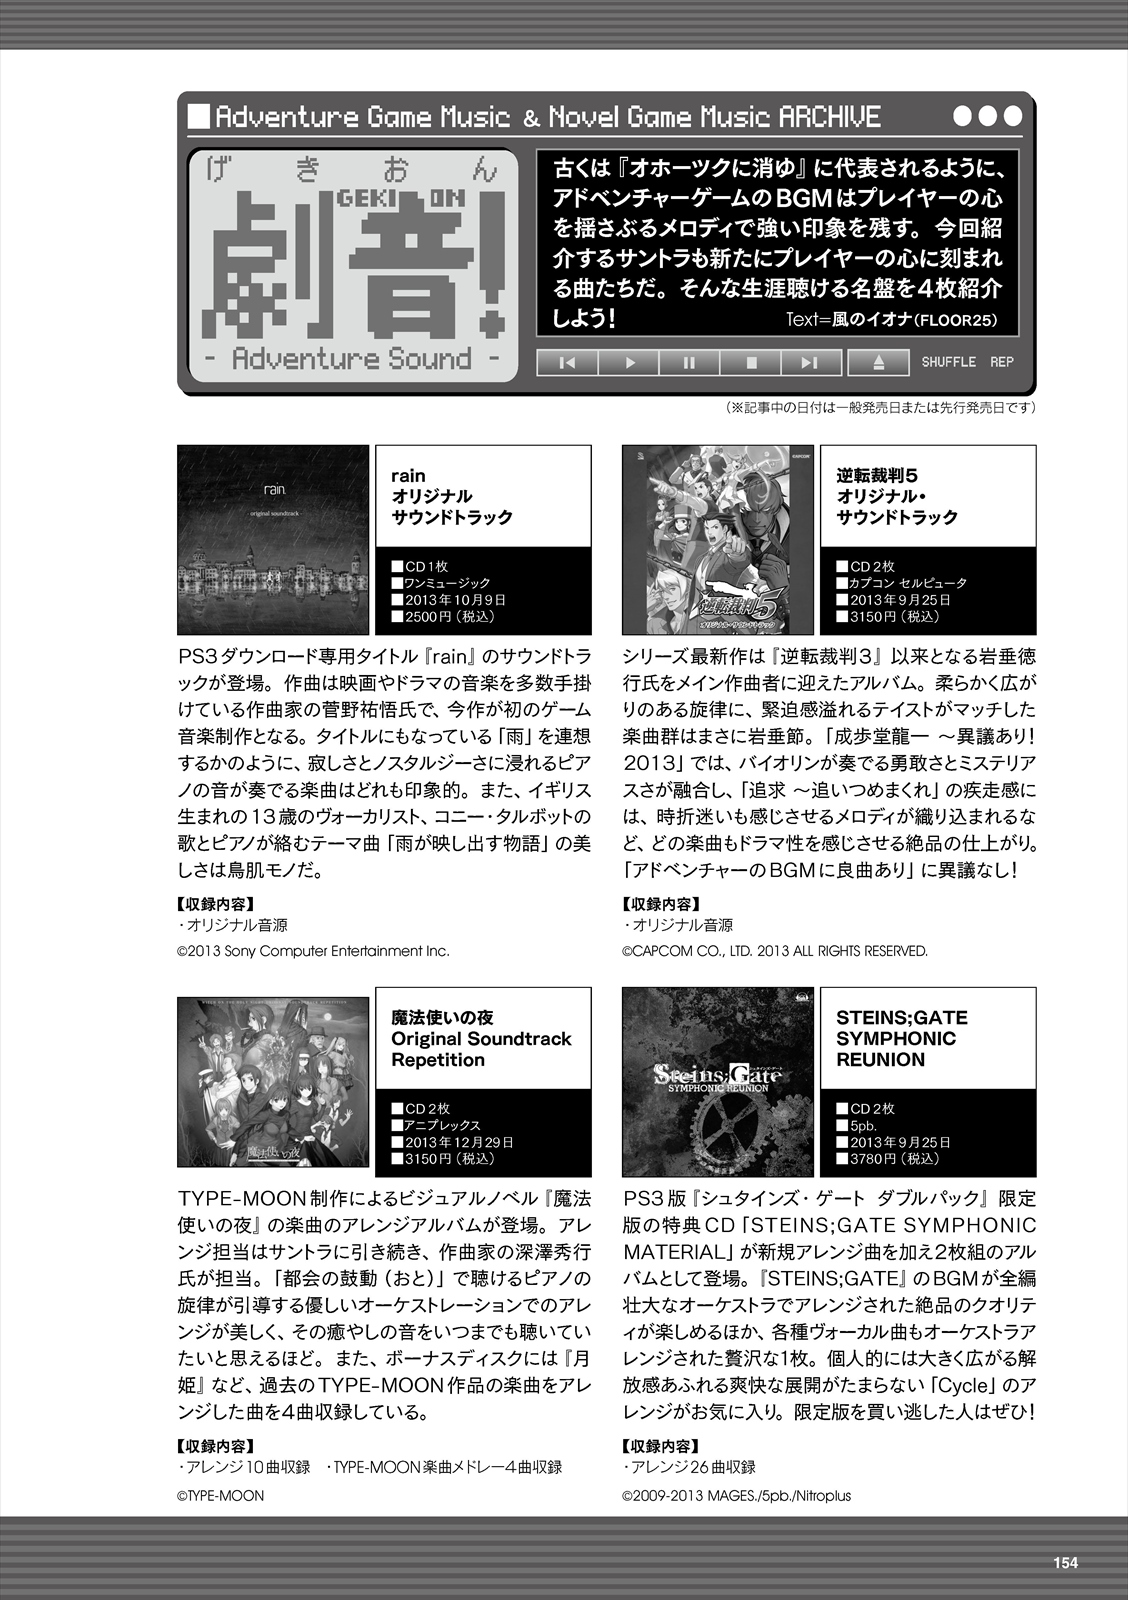 Adventure Game Music & Novel Game Music ARCHIVE
げきおん
GEKI ON
劇音!
- Adventure Sound -
古くは『オホーツクに消ゆ』に代表されるように、
アドベンチャーゲームのBGMはプレイヤーの心
を揺さぶるメロディで強い印象を残す。今回紹
介するサントラも新たにプレイヤーの心に刻まれ
る曲たちだ。そんな生涯聴ける名盤を4枚紹介
しよう!
Text=風のイオナ(FLOOR25)
SHUFFLE REP
(※記事中の日付は一般発売日または先行発売日です)
rain
original soundtrack
rain
オリジナル
サウンドトラック
■CD1枚
■ワンミュージック
■2013年10月9日
■2500円(税込)
PS3ダウンロード専用タイトル『rain』のサウンドトラ
ックが登場。作曲は映画やドラマの音楽を多数手掛
けている作曲家の菅野祐悟氏で、今作が初のゲーム
音楽制作となる。タイトルにもなっている「雨」を連想
するかのように、寂しさとノスタルジーさに浸れるピア
ノの音が奏でる楽曲はどれも印象的。また、イギリス
生まれの13歳のヴォーカリスト、コニー・タルボットの
歌とピアノが絡むテーマ曲「雨が映し出す物語」の美
しさは鳥肌モノだ。
【収録内容】
・オリジナル音源
©2013 Sony Computer Entertainment Inc.
©CAPCOM
逆転裁判5
オリジナル・サウンドトラック
逆転裁判5
オリジナル・
サウンドトラック
■CD2枚
■カプコン セルピュータ
■2013年9月25日
■3150円(税込)
シリーズ最新作は『逆転裁判3』以来となる岩垂徳
行氏をメイン作曲者に迎えたアルバム。柔らかく広が
りのある旋律に、緊迫感溢れるテイストがマッチした
楽曲群はまさに岩垂節。「成歩堂龍一 ～異議あり!
2013」では、バイオリンが奏でる勇敢さとミステリア
スさが融合し、「追求 ～追いつめまくれ」の疾走感に
は、時折迷いも感じさせるメロディが織り込まれるな
ど、どの楽曲もドラマ性を感じさせる絶品の仕上がり。
「アドベンチャーのBGMに良曲あり」に異議なし!
【収録内容】
・オリジナル音源
©CAPCOM CO., LTD. 2013 ALL RIGHTS RESERVED.
魔法使いの夜
魔法使いの夜
Original Soundtrack
Repetition
■CD2枚
■アニプレックス
■2013年12月29日
■3150円(税込)
TYPE-MOON制作によるビジュアルノベル『魔法
使いの夜』の楽曲のアレンジアルバムが登場。アレ
ンジ担当はサントラに引き続き、作曲家の深澤秀行
氏が担当。「都会の鼓動(おと)」で聴けるピアノの
旋律が引導する優しいオーケストレーションでのアレ
ンジが美しく、その癒やしの音をいつまでも聴いてい
たいと思えるほど。また、ボーナスディスクには『月
姫』など、過去のTYPE-MOON作品の楽曲をアレ
ンジした曲を4曲収録している。
【収録内容】
・アレンジ10曲収録 ・TYPE-MOON楽曲メドレー4曲収録
©TYPE-MOON
シュタインズ・ゲート
Steins;Gate
SYMPHONIC REUNION
STEINS;GATE
SYMPHONIC
REUNION
■CD2枚
■5pb.
■2013年9月25日
■3780円(税込)
PS3版『シュタインズ・ゲート ダブルパック』限定
版の特典CD「STEINS;GATE SYMPHONIC
MATERIAL」が新規アレンジ曲を加え2枚組のアル
バムとして登場。『STEINS;GATE』のBGMが全編
壮大なオーケストラでアレンジされた絶品のクオリテ
ィが楽しめるほか、各種ヴォーカル曲もオーケストラア
レンジされた贅沢な1枚。個人的には大きく広がる解
放感あふれる爽快な展開がたまらない「Cycle」のア
レンジがお気に入り。限定版を買い逃した人はぜひ!
【収録内容】
・アレンジ26曲収録
©2009-2013 MAGES./5pb./Nitroplus
154